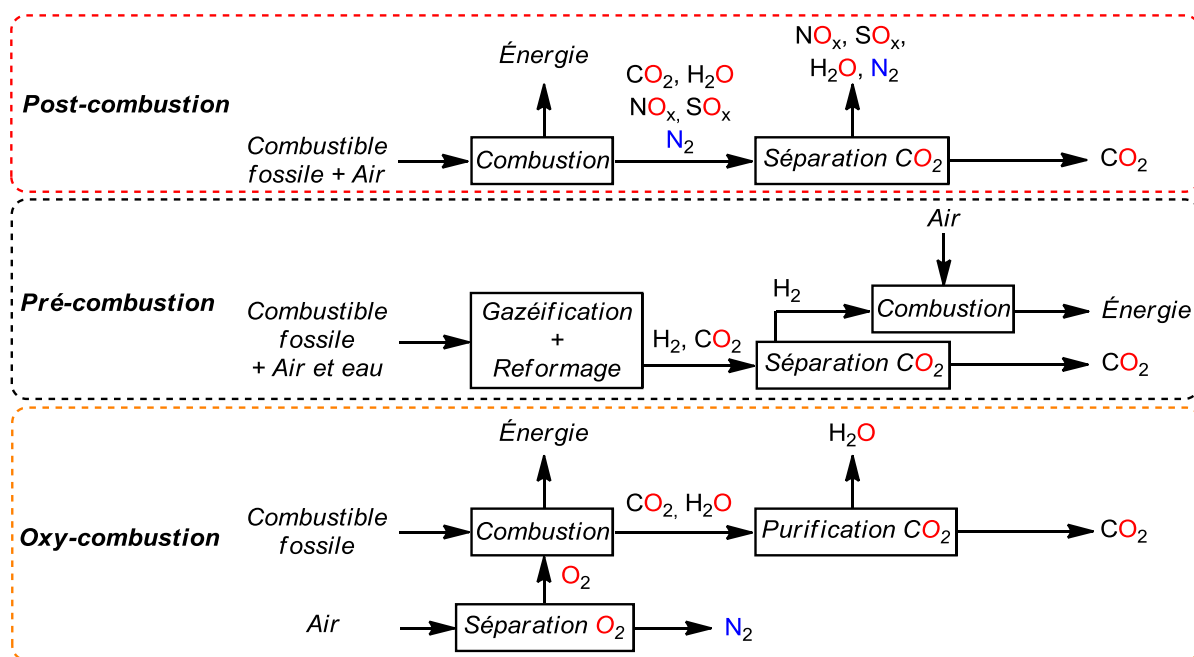 Post-combustion
Combustible
fossile + Air
Énergie
Combustion
CO₂, H₂O
NOₓ, SOₓ
N₂
NOₓ, SOₓ,
H₂O, N₂
Séparation CO₂
CO₂
Pré-combustion
Combustible
fossile
+ Air et eau
Gazéification
+
Reformage
H₂, CO₂
H₂
Air
Combustion
Énergie
Séparation CO₂
CO₂
Oxy-combustion
Combustible
fossile
Énergie
Combustion
CO₂, H₂O
H₂O
Purification CO₂
CO₂
O₂
Air
Séparation O₂
N₂